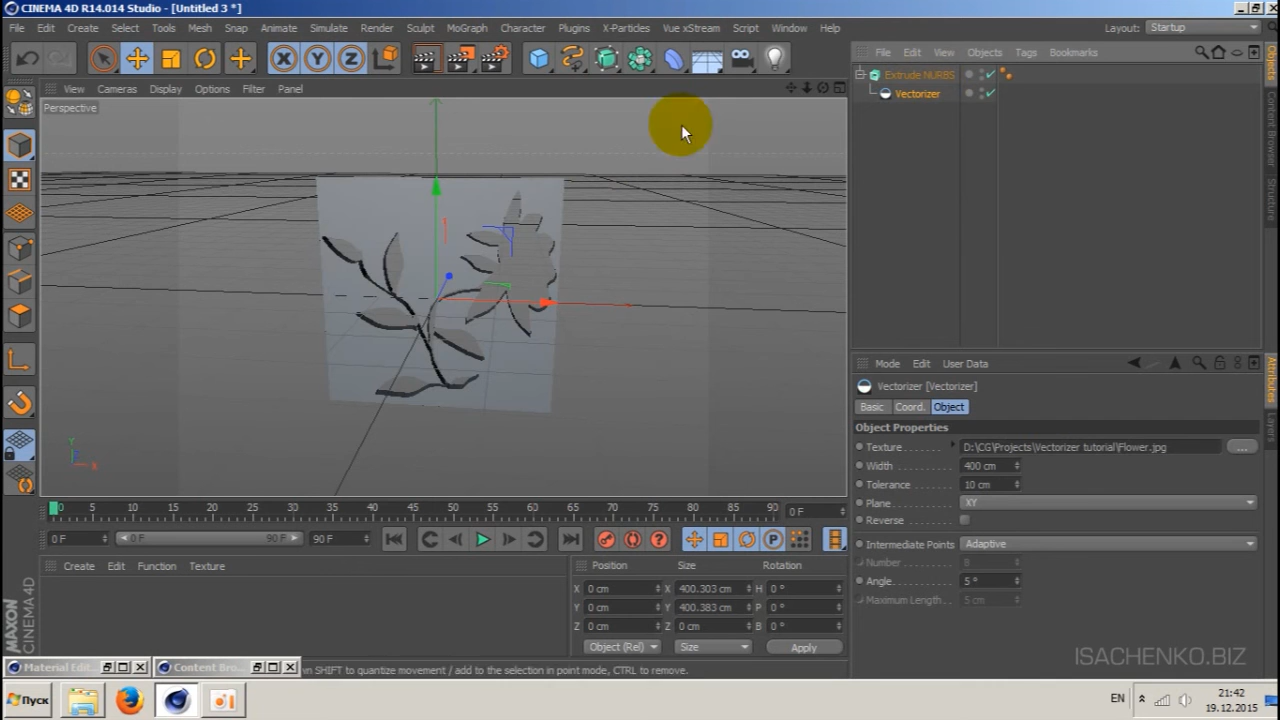 CINEMA 4D R14.014 Studio - [Untitled 3 *]
File Edit Create Select Tools Mesh Snap Animate Simulate Render Sculpt MoGraph Character Plugins X-Particles Vue xStream Script Window Help Layout: Startup
File Edit View Objects Tags Bookmarks
Extrude NURBS
Vectorizer
View Cameras Display Options Filter Panel
Perspective
Objects
Content Browser
Structure
Mode Edit User Data
Vectorizer [Vectorizer]
Basic Coord. Object
Object Properties
Texture D:\CG\Projects\Vectorizer tutorial\Flower.jpg ...
Width 400 cm
Tolerance 10 cm
Plane XY
Reverse
Intermediate Points Adaptive
Number 8
Angle 5 °
Maximum Length 5 cm
Attributes
Layers
Y
X
0 5 10 15 20 25 30 35 40 45 50 55 60 65 70 75 80 85 90 0 F
0 F 0 F 90 F 90 F
Create Edit Function Texture
Position Size Rotation
X 0 cm X 400.303 cm H 0 °
Y 0 cm Y 400.383 cm P 0 °
Z 0 cm Z 0 cm B 0 °
Object (Rel) Size Apply
MAXON
CINEMA 4D
Material Edi... Content Bro...
wn SHIFT to quantize movement / add to the selection in point mode, CTRL to remove.
ISACHENKO.BIZ
Пуск
EN
21:42
19.12.2015